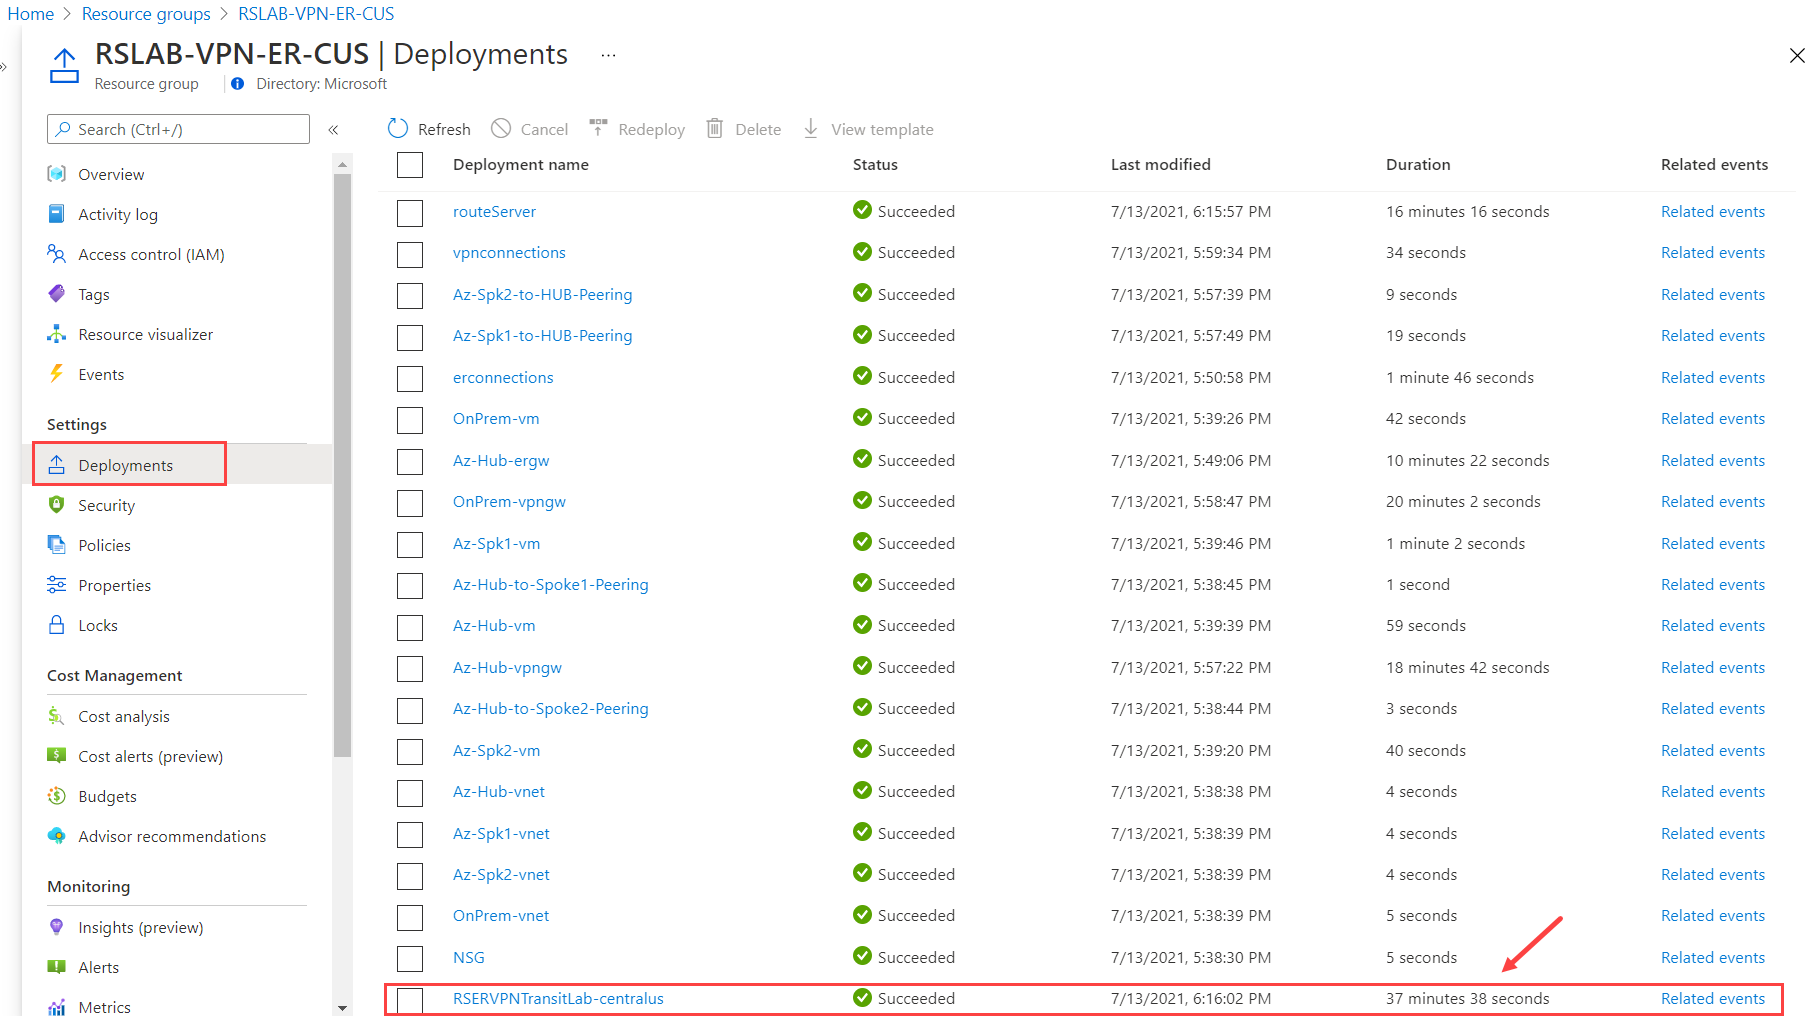 Home > Resource groups > RSLAB-VPN-ER-CUS
RSLAB-VPN-ER-CUS | Deployments ...
Resource group
Directory: Microsoft
Search (Ctrl+/)
Overview
Activity log
Access control (IAM)
Tags
Resource visualizer
Events
Settings
Deployments
Security
Policies
Properties
Locks
Cost Management
Cost analysis
Cost alerts (preview)
Budgets
Advisor recommendations
Monitoring
Insights (preview)
Alerts
Metrics
Refresh Cancel Redeploy Delete View template
Deployment name Status Last modified Duration Related events
routeServer Succeeded 7/13/2021, 6:15:57 PM 16 minutes 16 seconds Related events
vpnconnections Succeeded 7/13/2021, 5:59:34 PM 34 seconds Related events
Az-Spk2-to-HUB-Peering Succeeded 7/13/2021, 5:57:39 PM 9 seconds Related events
Az-Spk1-to-HUB-Peering Succeeded 7/13/2021, 5:57:49 PM 19 seconds Related events
erconnections Succeeded 7/13/2021, 5:50:58 PM 1 minute 46 seconds Related events
OnPrem-vm Succeeded 7/13/2021, 5:39:26 PM 42 seconds Related events
Az-Hub-ergw Succeeded 7/13/2021, 5:49:06 PM 10 minutes 22 seconds Related events
OnPrem-vpngw Succeeded 7/13/2021, 5:58:47 PM 20 minutes 2 seconds Related events
Az-Spk1-vm Succeeded 7/13/2021, 5:39:46 PM 1 minute 2 seconds Related events
Az-Hub-to-Spoke1-Peering Succeeded 7/13/2021, 5:38:45 PM 1 second Related events
Az-Hub-vm Succeeded 7/13/2021, 5:39:39 PM 59 seconds Related events
Az-Hub-vpngw Succeeded 7/13/2021, 5:57:22 PM 18 minutes 42 seconds Related events
Az-Hub-to-Spoke2-Peering Succeeded 7/13/2021, 5:38:44 PM 3 seconds Related events
Az-Spk2-vm Succeeded 7/13/2021, 5:39:20 PM 40 seconds Related events
Az-Hub-vnet Succeeded 7/13/2021, 5:38:38 PM 4 seconds Related events
Az-Spk1-vnet Succeeded 7/13/2021, 5:38:39 PM 4 seconds Related events
Az-Spk2-vnet Succeeded 7/13/2021, 5:38:39 PM 4 seconds Related events
OnPrem-vnet Succeeded 7/13/2021, 5:38:39 PM 5 seconds Related events
NSG Succeeded 7/13/2021, 5:38:30 PM 5 seconds Related events
RSERVPNTransitLab-centralus Succeeded 7/13/2021, 6:16:02 PM 37 minutes 38 seconds Related events